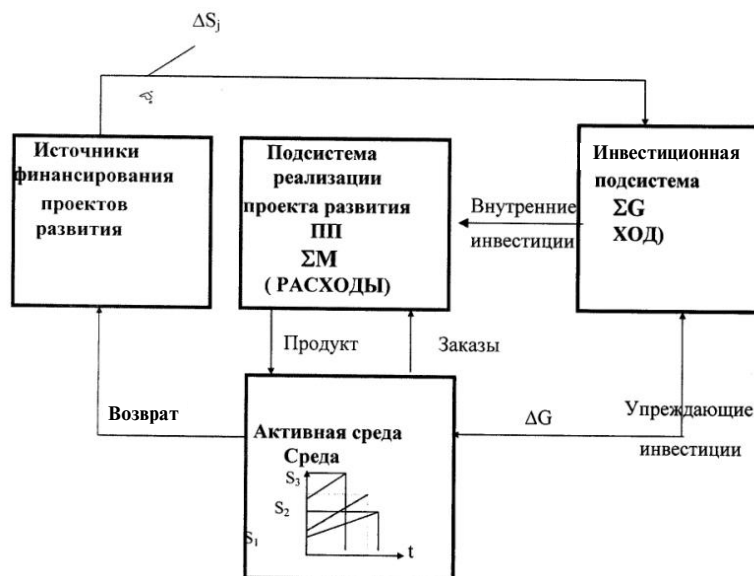 ΔSj
Источники
финансирования
проектов
развития
Подсистема
реализации
проекта развития
ПП
ΣМ
( РАСХОДЫ)
Внутренние
инвестиции
Инвестиционная
подсистема
ΣG
ХОД)
Продукт
Заказы
Возврат
Активная среда
Среда
S3
S2
S1
t
ΔG
Упреждающие
инвестиции